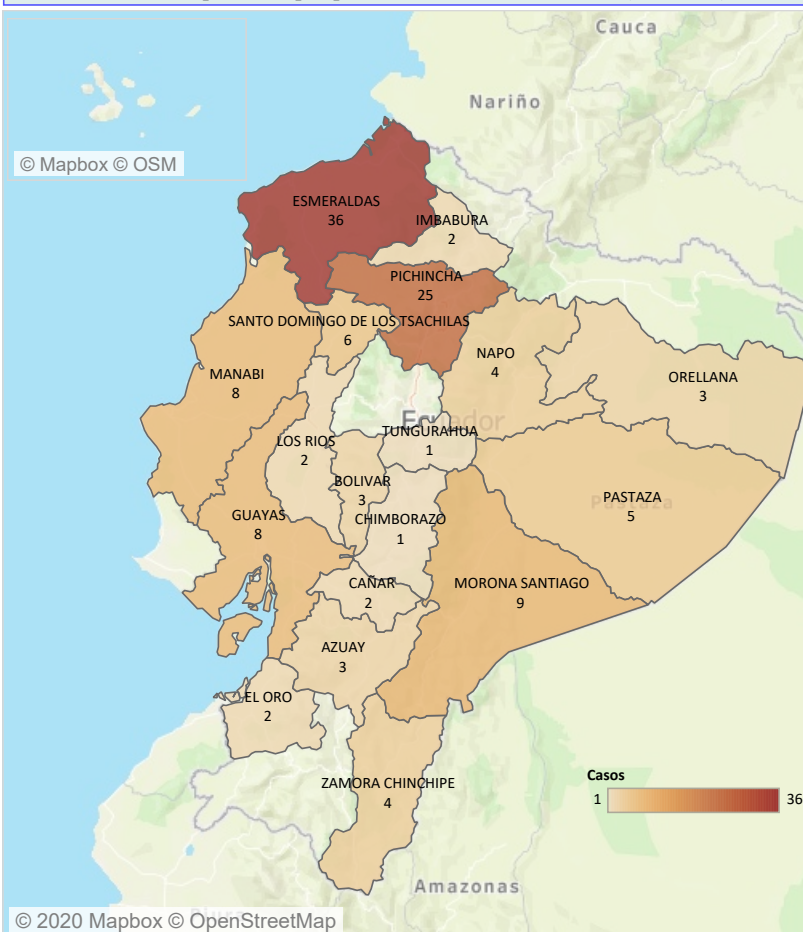 Cauca
Nariño
© Mapbox © OSM
ESMERALDAS
36
IMBABURA
2
PICHINCHA
25
SANTO DOMINGO DE LOS TSACHILAS
6
NAPO
4
MANABI
8
ORELLANA
3
Ecuador
TUNGURAHUA
1
LOS RIOS
2
BOLIVAR
3
PASTAZA
Pastaza
5
GUAYAS
8
CHIMBORAZO
1
CAÑAR
2
MORONA SANTIAGO
9
AZUAY
3
EL ORO
2
Casos
1 36
ZAMORA CHINCHIPE
4
Amazonas
© 2020 Mapbox © OpenStreetMap